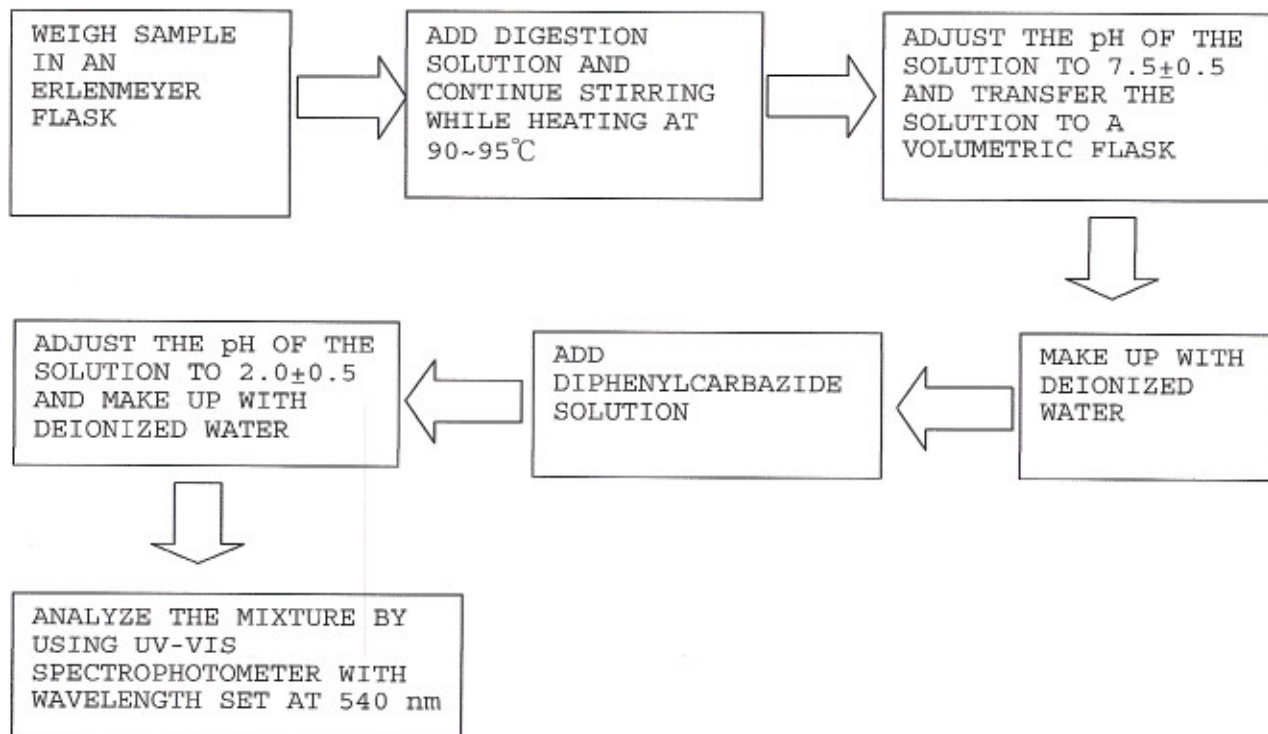 WEIGH SAMPLE
IN AN
ERLENMEYER
FLASK
ADD DIGESTION
SOLUTION AND
CONTINUE STIRRING
WHILE HEATING AT
90~95℃
ADJUST THE pH OF THE
SOLUTION TO 7.5±0.5
AND TRANSFER THE
SOLUTION TO A
VOLUMETRIC FLASK
MAKE UP WITH
DEIONIZED
WATER
ADD
DIPHENYLCARBAZIDE
SOLUTION
ADJUST THE pH OF THE
SOLUTION TO 2.0±0.5
AND MAKE UP WITH
DEIONIZED WATER
ANALYZE THE MIXTURE BY
USING UV-VIS
SPECTROPHOTOMETER WITH
WAVELENGTH SET AT 540 nm